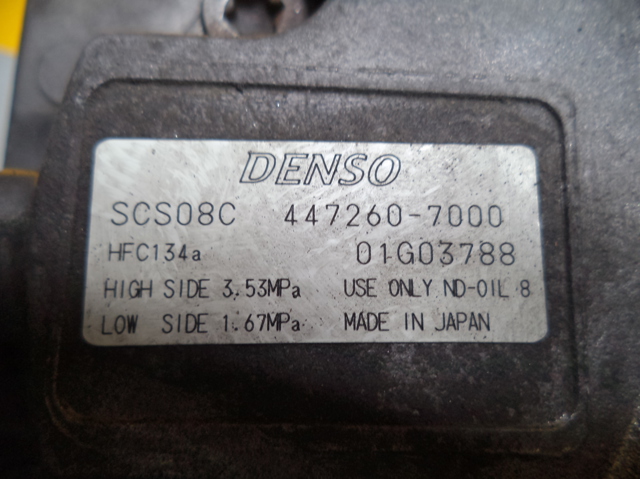 DENSO
SCS08C 447260-7000
HFC134a 01G03788
HIGH SIDE 3.53MPa USE ONLY ND-OIL 8
LOW SIDE 1.67MPa MADE IN JAPAN